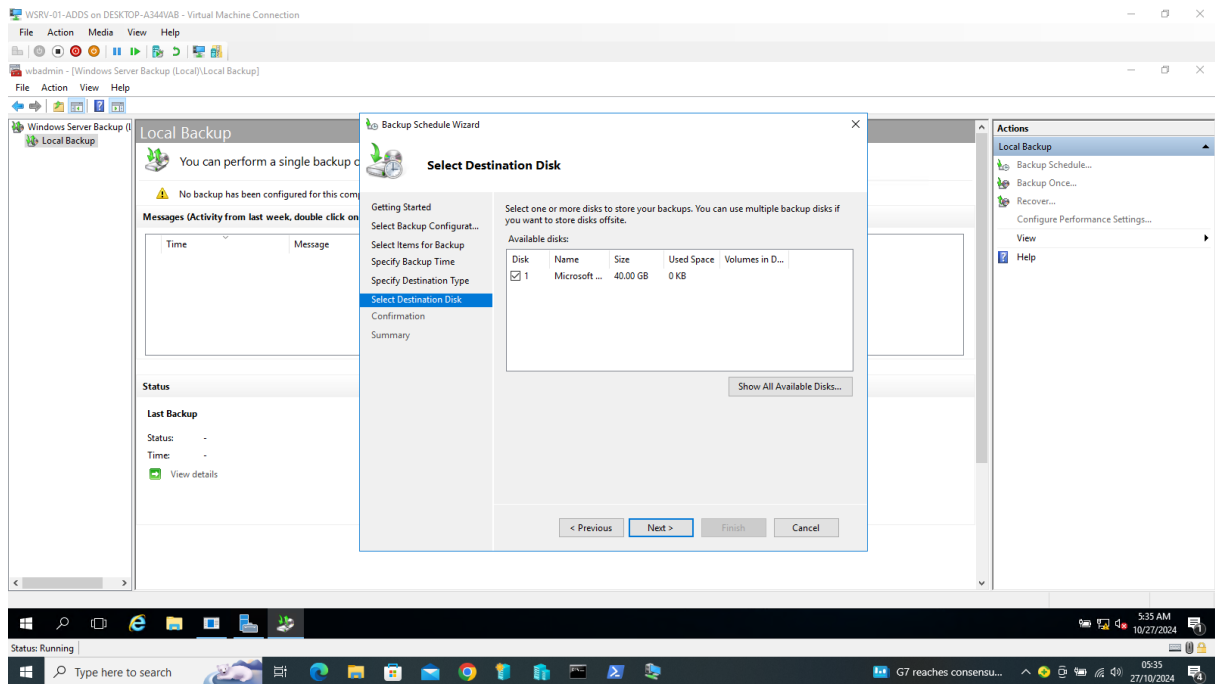 WSRV-01-ADDS on DESKTOP-A344VAB - Virtual Machine Connection
File Action Media View Help
wbadmin - [Windows Server Backup (Local)\Local Backup]
File Action View Help
Windows Server Backup (L
Local Backup
Local Backup
You can perform a single backup o
No backup has been configured for this comp
Messages (Activity from last week, double click on
Time Message
Status
Last Backup
Status: -
Time: -
View details
Backup Schedule Wizard
Select Destination Disk
Getting Started
Select Backup Configurat...
Select Items for Backup
Specify Backup Time
Specify Destination Type
Select Destination Disk
Confirmation
Summary
Select one or more disks to store your backups. You can use multiple backup disks if
you want to store disks offsite.
Available disks:
Disk Name Size Used Space Volumes in D...
1 Microsoft ... 40.00 GB 0 KB
Show All Available Disks...
< Previous Next > Finish Cancel
Actions
Local Backup
Backup Schedule...
Backup Once...
Recover...
Configure Performance Settings...
View
Help
5:35 AM
10/27/2024
1
Status: Running
Type here to search
G7 reaches consensu...
05:35
27/10/2024
4